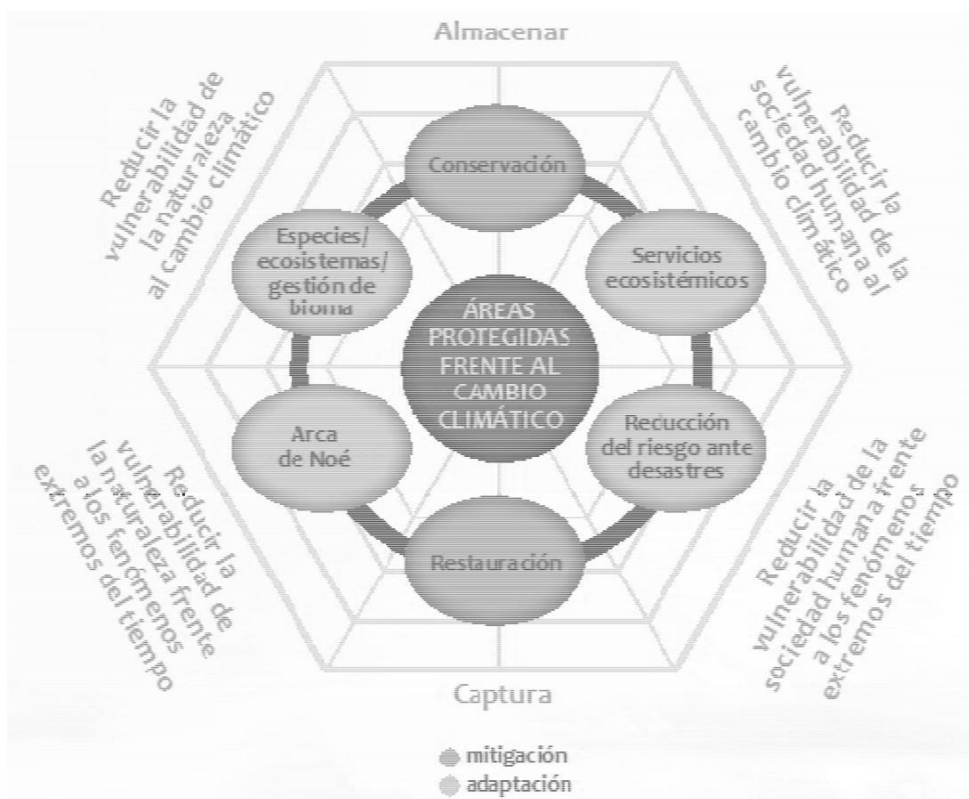 Almacenar
Reducir la
vulnerabilidad de
la naturaleza
al cambio climático
Reducir la
vulnerabilidad de la
sociedad humana al
cambio climático
Conservación
Especies/
ecosistemas/
gestión de
bioma
Servicios
ecosistémicos
ÁREAS
PROTEGIDAS
FRENTE AL
CAMBIO
CLIMÁTICO
Arca
de Noé
Reducción
del riesgo ante
desastres
Restauración
Reducir la
vulnerabilidad de
la naturaleza frente
a los fenómenos
extremos del tiempo
Reducir la
vulnerabilidad de la
sociedad humana frente
a los fenómenos
extremos del tiempo
Captura
mitigación
adaptación